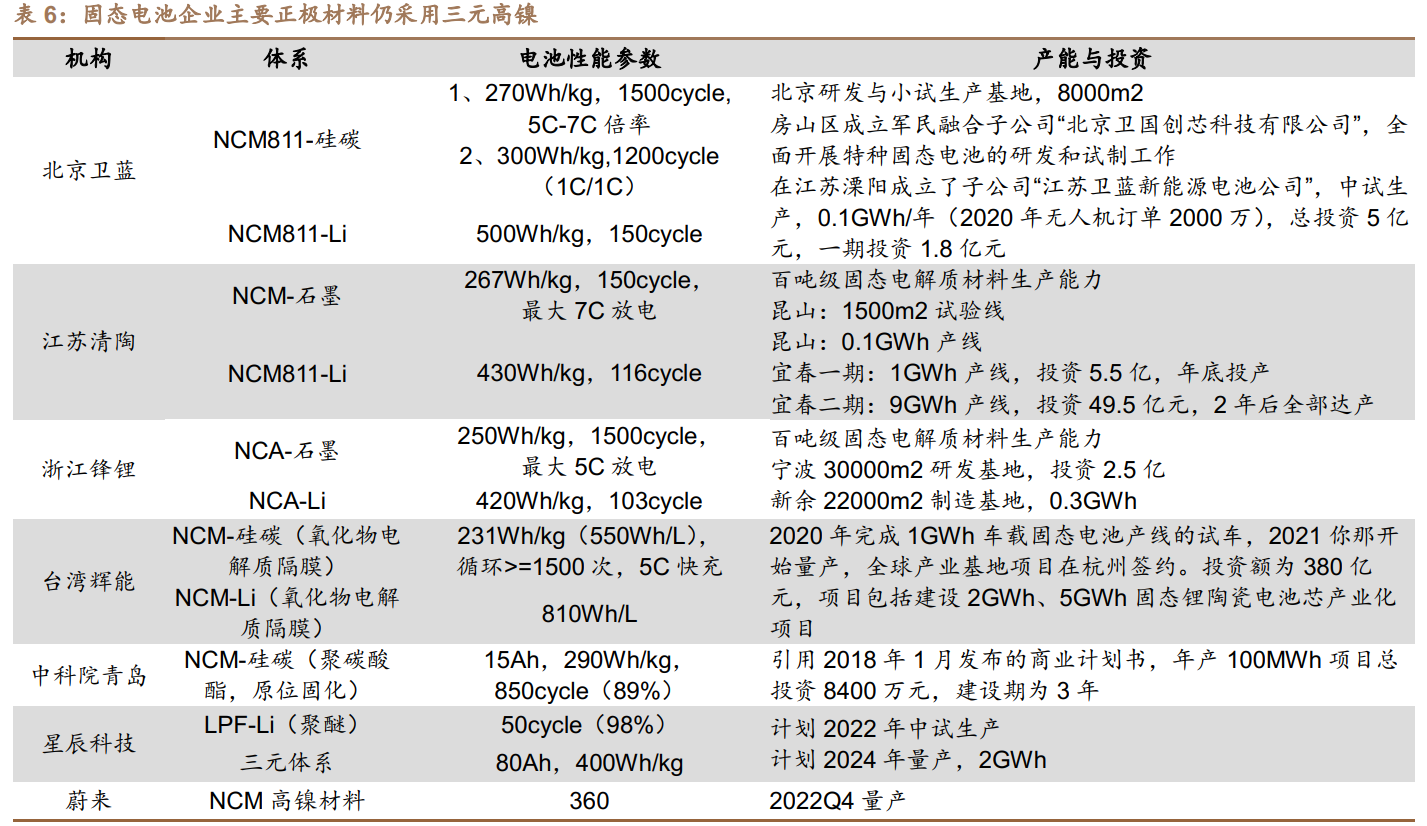 表 6：固态电池企业主要正极材料仍采用三元高镍
机构 体系 电池性能参数 产能与投资
北京卫蓝
NCM811-硅碳
1、270Wh/kg，1500cycle,
5C-7C 倍率
2、300Wh/kg,1200cycle
（1C/1C）
NCM811-Li
500Wh/kg，150cycle
北京研发与小试生产基地，8000m2
房山区成立军民融合子公司“北京卫国创芯科技有限公司”，全
面开展特种固态电池的研发和试制工作
在江苏溧阳成立了子公司“江苏卫蓝新能源电池公司”，中试生
产，0.1GWh/年（2020 年无人机订单 2000 万），总投资 5 亿
元，一期投资 1.8 亿元
江苏清陶
NCM-石墨
267Wh/kg，150cycle，
最大 7C 放电
NCM811-Li
430Wh/kg，116cycle
百吨级固态电解质材料生产能力
昆山：1500m2 试验线
昆山：0.1GWh 产线
宜春一期：1GWh 产线，投资 5.5 亿，年底投产
宜春二期：9GWh 产线，投资 49.5 亿元，2 年后全部达产
浙江锋锂
NCA-石墨
250Wh/kg，1500cycle，
最大 5C 放电
NCA-Li
420Wh/kg，103cycle
百吨级固态电解质材料生产能力
宁波 30000m2 研发基地，投资 2.5 亿
新余 22000m2 制造基地，0.3GWh
台湾辉能
NCM-硅碳（氧化物电
解质隔膜）
231Wh/kg（550Wh/L），
循环>=1500 次，5C 快充
NCM-Li（氧化物电解
质隔膜）
810Wh/L
2020 年完成 1GWh 车载固态电池产线的试车，2021 你那开
始量产，全球产业基地项目在杭州签约。投资额为 380 亿
元，项目包括建设 2GWh、5GWh 固态锂陶瓷电池芯产业化
项目
中科院青岛
NCM-硅碳（聚碳酸
酯，原位固化）
15Ah，290Wh/kg，
850cycle（89%）
引用 2018 年 1 月发布的商业计划书，年产 100MWh 项目总
投资 8400 万元，建设期为 3 年
星辰科技
LPF-Li（聚醚）
50cycle（98%）
三元体系
80Ah，400Wh/kg
计划 2022 年中试生产
计划 2024 年量产，2GWh
蔚来 NCM 高镍材料 360 2022Q4 量产